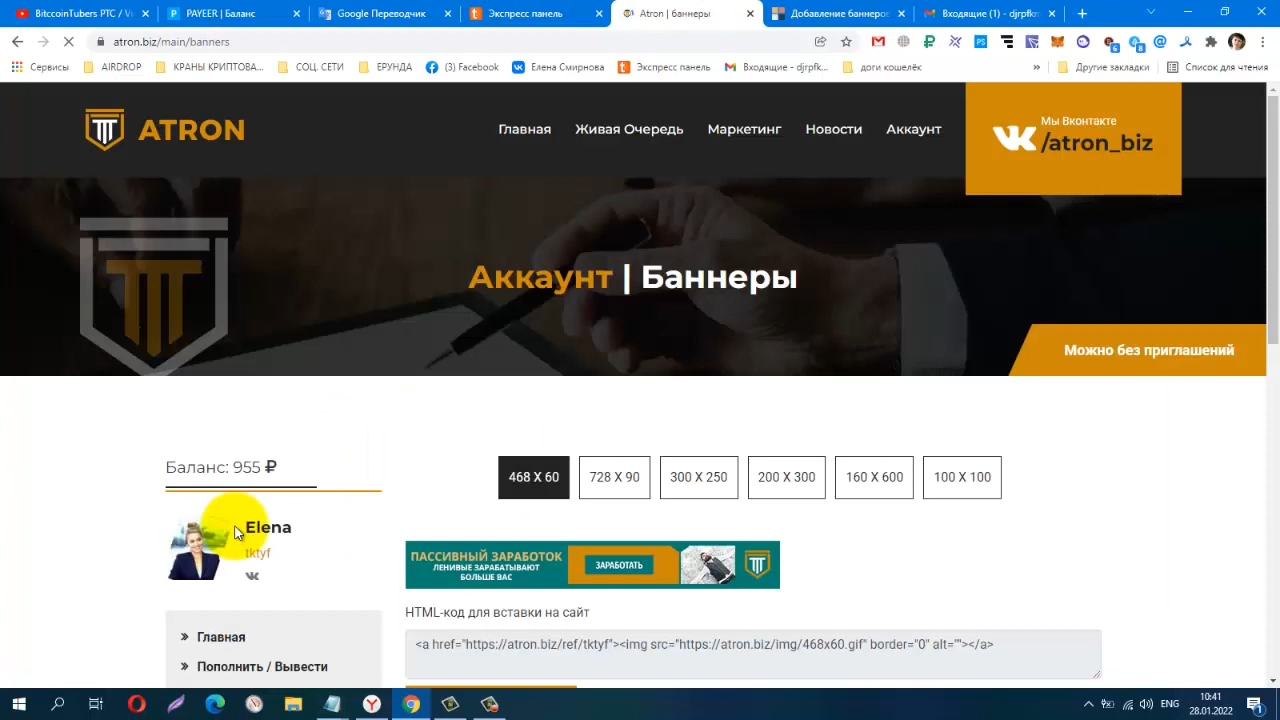 BitccoinTubers PTC / V
PAYEER | Баланс
Google Переводчик
Экспресс панель
Atron | баннеры
Добавление баннеров
Входящие (1) - djrpfkm
atron.biz/main/banners
6
8
Сервисы
AIRDROP
КРАНЫ КРИПТОВА...
СОЦ. СЕТИ
ЕРУНДА
(3) Facebook
Елена Смирнова
Экспресс панель
Входящие - djrpfk...
доги кошелёк
»
Другие закладки
Список для чтения
ATRON
Главная
Живая Очередь
Маркетинг
Новости
Аккаунт
Мы Вконтакте
/atron_biz
Аккаунт | Баннеры
Можно без приглашений
Баланс: 955 ₽
468 X 60
728 X 90
300 X 250
200 X 300
160 X 600
100 X 100
Elena
tktyf
ПАССИВНЫЙ ЗАРАБОТОК
ЛЕНИВЫЕ ЗАРАБАТЫВАЮТ
БОЛЬШЕ ВАС
ЗАРАБОТАТЬ
HTML-код для вставки на сайт
<a href="https://atron.biz/ref/tktyf"><img src="https://atron.biz/img/468x60.gif" border="0" alt=""></a>
Главная
Пополнить / Вывести
ENG
10:41
28.01.2022
1